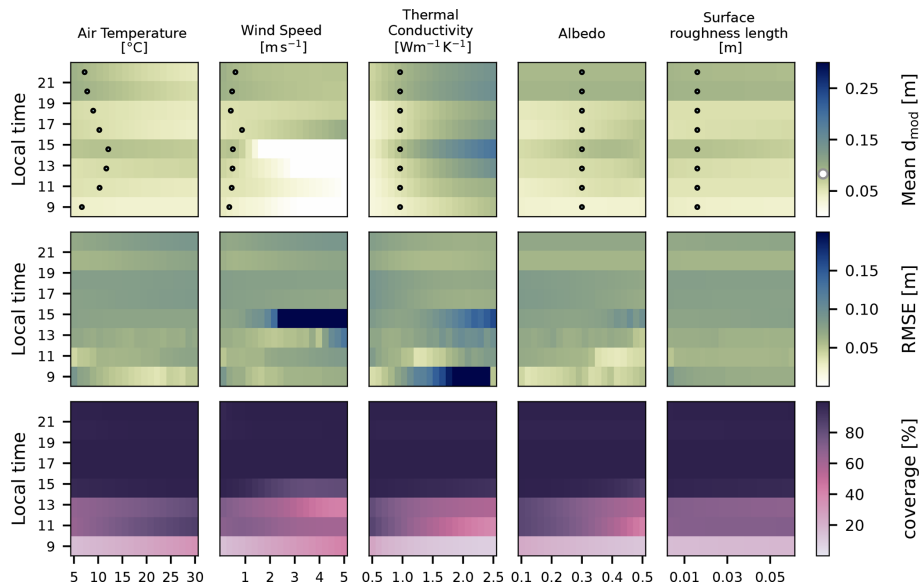 Air Temperature
[°C]
Wind Speed
[m s⁻¹]
Thermal
Conductivity
[Wm⁻¹ K⁻¹]
Albedo
Surface
roughness length
[m]
Local time
21
19
17
15
13
11
9
0.25
0.15
0.05
Mean d_mod [m]
Local time
21
19
17
15
13
11
9
0.15
0.10
0.05
RMSE [m]
Local time
21
19
17
15
13
11
9
80
60
40
20
coverage [%]
5 10 15 20 25 30
1 2 3 4 5
0.5 1.0 1.5 2.0 2.5
0.1 0.2 0.3 0.4 0.5
0.01 0.03 0.05